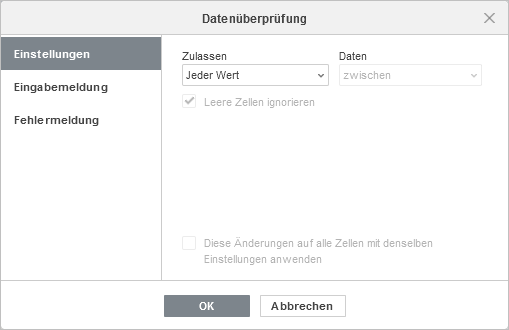 Datenüberprüfung
Einstellungen
Eingabemeldung
Fehlermeldung
Zulassen
Daten
Jeder Wert
zwischen
Leere Zellen ignorieren
Diese Änderungen auf alle Zellen mit denselben
Einstellungen anwenden
OK
Abbrechen